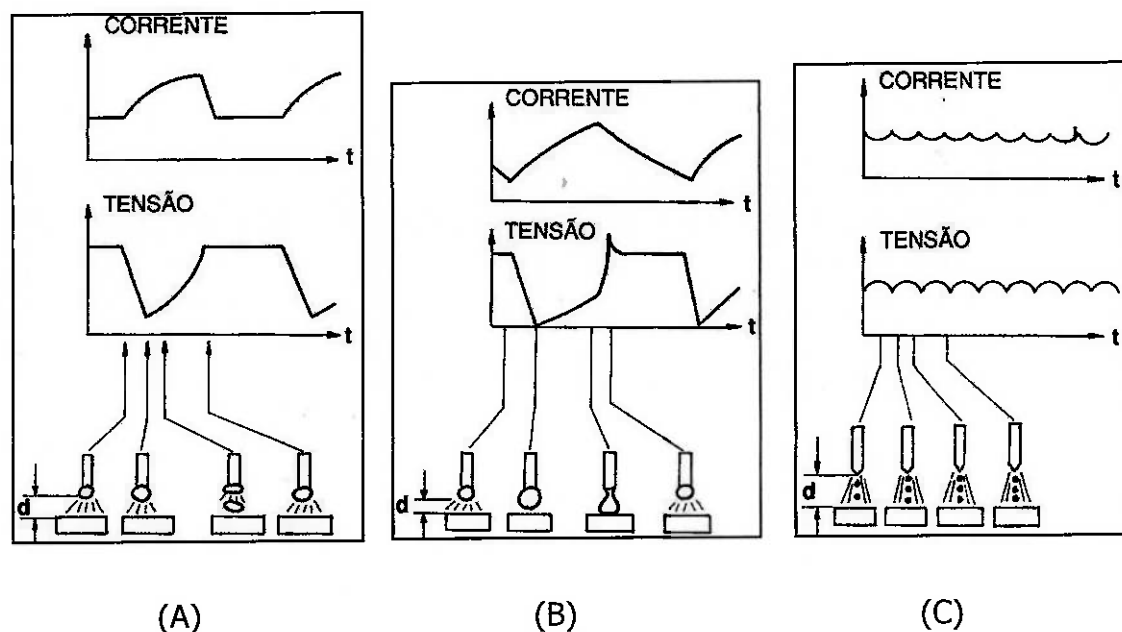 CORRENTE
t
TENSÃO
t
d
(A)
CORRENTE
t
TENSÃO
t
d
(B)
CORRENTE
t
TENSÃO
t
d
(C)